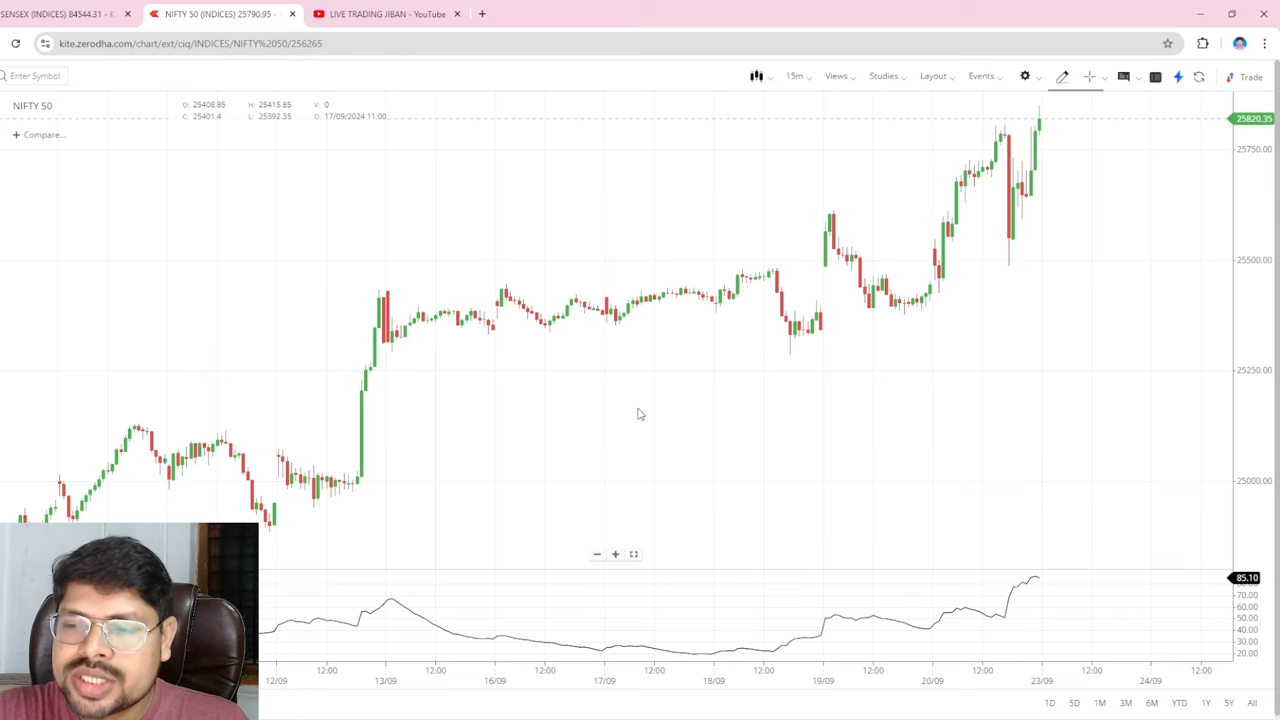 SENSEX (INDICES) 84544.31 - K
NIFTY 50 (INDICES) 25790.95 -
LIVE TRADING JIBAN - YouTube
kite.zerodha.com/chart/ext/ciq/INDICES/NIFTY%2050/256265
Enter Symbol
15m
Views
Studies
Layout
Events
Trade
NIFTY 50
O: 25408.85 H: 25415.85 V: 0
C: 25401.4 L: 25392.35 D: 17/09/2024 11:00
+ Compare...
25820.35
25750.00
25500.00
25250.00
25000.00
85.10
70.00
60.00
50.00
40.00
30.00
20.00
12:00 12:00 12:00 12:00 12:00 12:00 12:00 12:00 12:00
12/09 13/09 16/09 17/09 18/09 19/09 20/09 23/09 24/09
1D 5D 1M 3M 6M YTD 1Y 5Y All